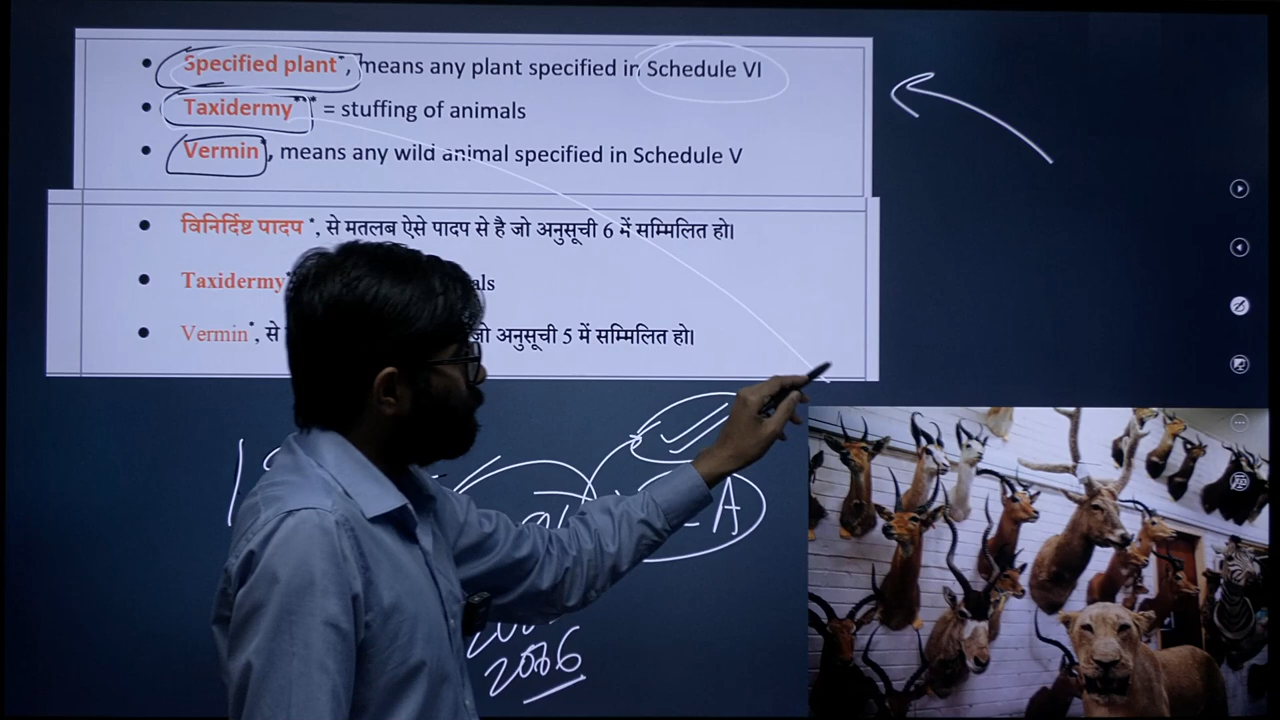 • Specified plant*, means any plant specified in Schedule VI
• Taxidermy** = stuffing of animals
• Vermin*, means any wild animal specified in Schedule V
• विनिर्दिष्ट पादप *, से मतलब ऐसे पादप से है जो अनुसूची 6 में सम्मिलित हो।
• Taxidermy
• Vermin*, से जो अनुसूची 5 में सम्मिलित हो।
A